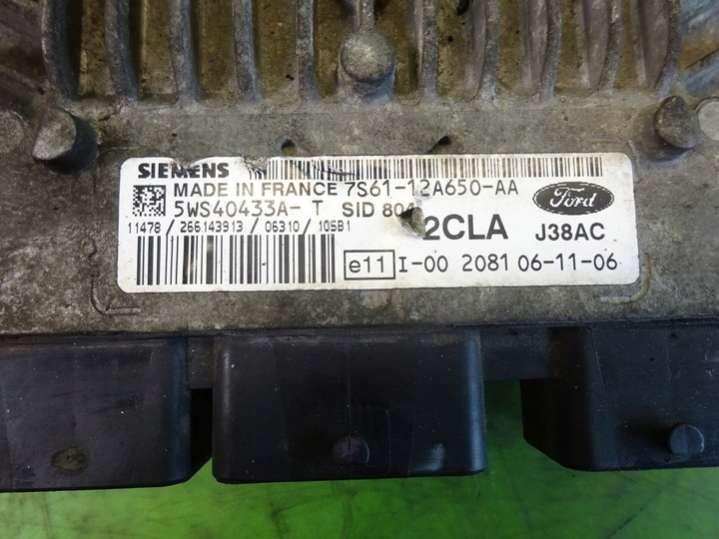 SIEMENS
MADE IN FRANCE 7S61-12A650-AA
5WS40433A- T SID 80
11478 / 266143913 / 06310 / 105B1
2CLA J38AC
Ford
e11 I-00 2081 06-11-06